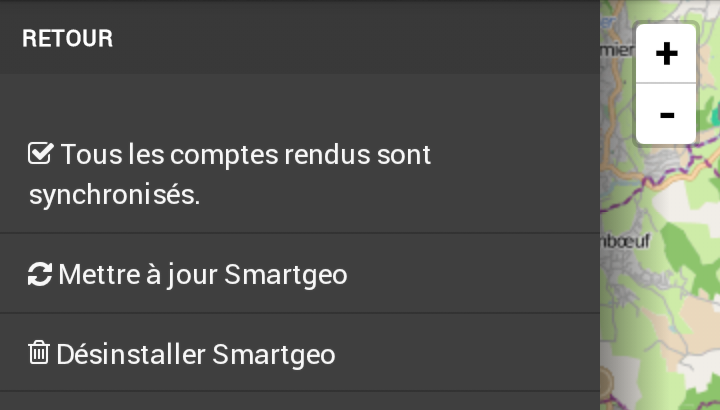 RETOUR
Tous les comptes rendus sont
synchronisés.
Mettre à jour Smartgeo
Désinstaller Smartgeo
+
-